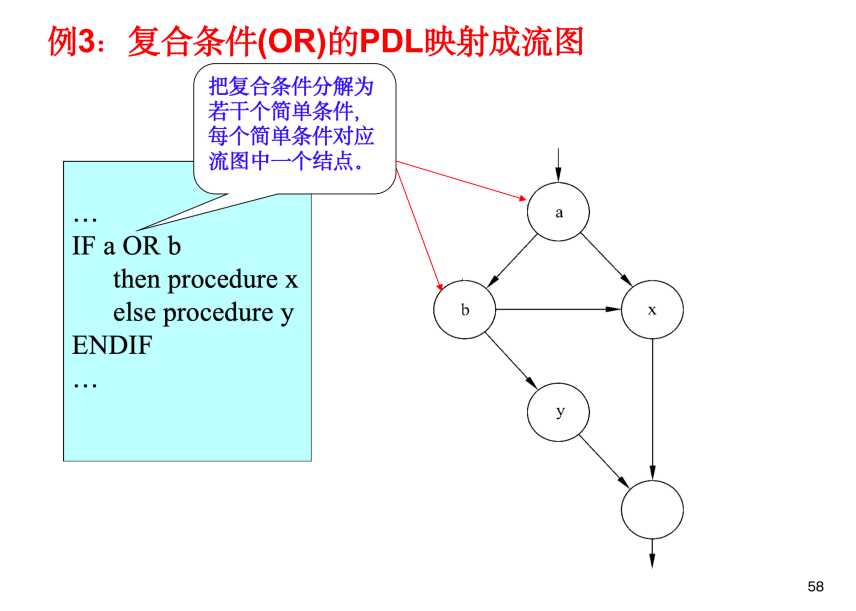 例3：复合条件(OR)的PDL映射成流图
把复合条件分解为
若干个简单条件,
每个简单条件对应
流图中一个结点。
…
IF a OR b
then procedure x
else procedure y
ENDIF
…
a
b
x
y
58